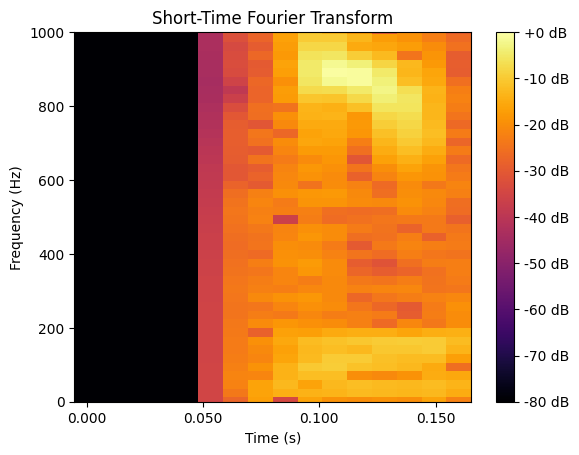 Short-Time Fourier Transform
1000
800
600
400
200
0
Frequency (Hz)
0.000
0.050
0.100
0.150
Time (s)
+0 dB
-10 dB
-20 dB
-30 dB
-40 dB
-50 dB
-60 dB
-70 dB
-80 dB